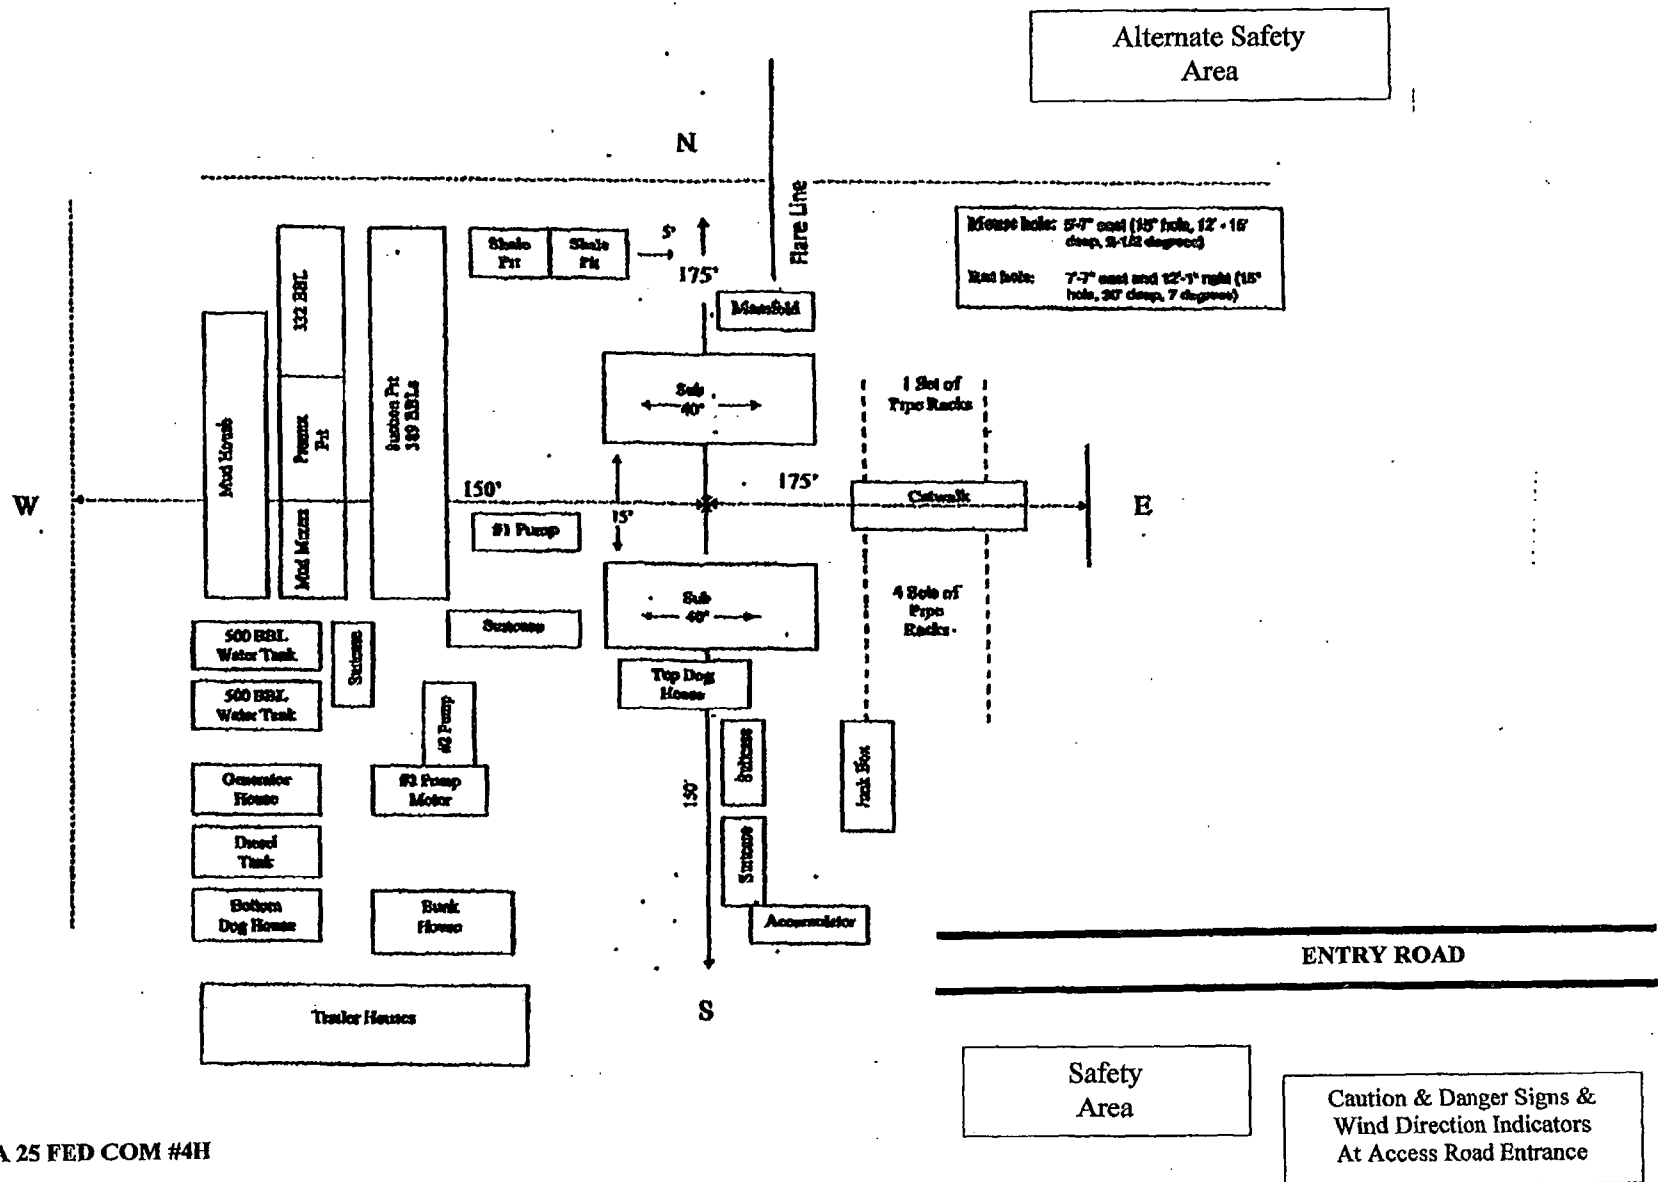 Alternate Safety
Area
N
Flare Line
Mouse hole: 5'-7" east (15" hole, 12' - 15'
deep, 2-1/2 degrees)
Rat hole: 7'-7" east and 12'-1" right (15"
hole, 30' deep, 7 degrees)
Shale
Pit
Shale
Pit
5'
175'
Manifold
332 BBL
Premix
Pit
Mud Mixers
Mud House
Suction Pit
389 BBLs
Sub
40'
1 Set of
Pipe Racks
W
150'
175'
Catwalk
E
15'
#1 Pump
Sub
40'
4 Sets of
Pipe
Racks
Suitcase
500 BBL
Water Tank
Suitcase
500 BBL
Water Tank
Top Dog
House
#2 Pump
Suitcase
Junk Box
150'
Generator
House
#2 Pump
Motor
Diesel
Tank
Suitcase
Bottom
Dog House
Bunk
House
Accumulator
ENTRY ROAD
Trailer Houses
S
Safety
Area
Caution & Danger Signs &
Wind Direction Indicators
At Access Road Entrance
A 25 FED COM #4H